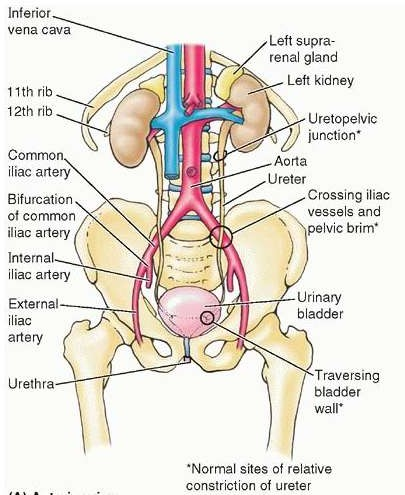 Inferior
vena cava
11th rib
12th rib
Common
iliac artery
Bifurcation
of common
iliac artery
Internal
iliac artery
External
iliac
artery
Urethra
Left supra-
renal gland
Left kidney
Uretopelvic
junction*
Aorta
Ureter
Crossing iliac
vessels and
pelvic brim*
Urinary
bladder
Traversing
bladder
wall*
*Normal sites of relative
constriction of ureter
(A)